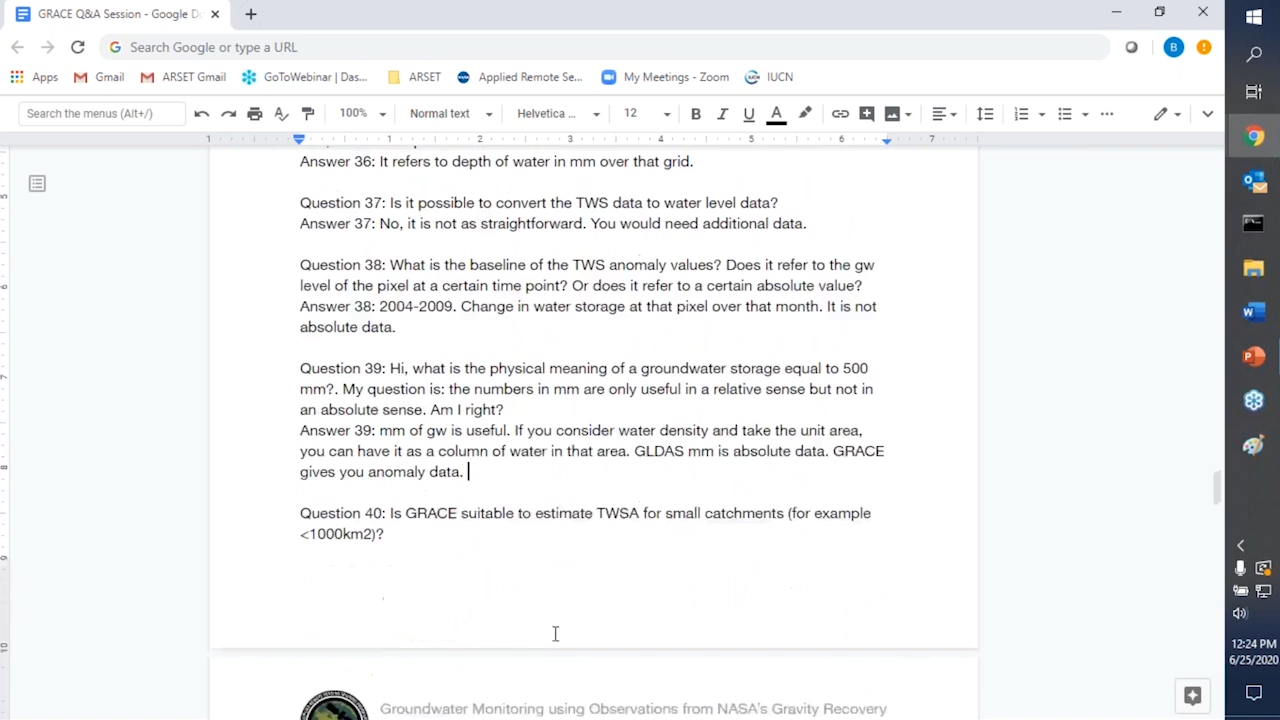 GRACE Q&A Session - Google Do
Search Google or type a URL
B
Apps
Gmail
ARSET Gmail
GoToWebinar | Das...
ARSET
Applied Remote Se...
My Meetings - Zoom
IUCN
Search the menus (Alt+/)
100%
Normal text
Helvetica ...
12
B
I
U
A
1 1 2 3 4 5 6 7
Answer 36: It refers to depth of water in mm over that grid.
Question 37: Is it possible to convert the TWS data to water level data?
Answer 37: No, it is not as straightforward. You would need additional data.
Question 38: What is the baseline of the TWS anomaly values? Does it refer to the gw
level of the pixel at a certain time point? Or does it refer to a certain absolute value?
Answer 38: 2004-2009. Change in water storage at that pixel over that month. It is not
absolute data.
Question 39: Hi, what is the physical meaning of a groundwater storage equal to 500
mm?. My question is: the numbers in mm are only useful in a relative sense but not in
an absolute sense. Am I right?
Answer 39: mm of gw is useful. If you consider water density and take the unit area,
you can have it as a column of water in that area. GLDAS mm is absolute data. GRACE
gives you anomaly data.
Question 40: Is GRACE suitable to estimate TWSA for small catchments (for example
<1000km2)?
Groundwater Monitoring using Observations from NASA's Gravity Recovery
12:24 PM
6/25/2020